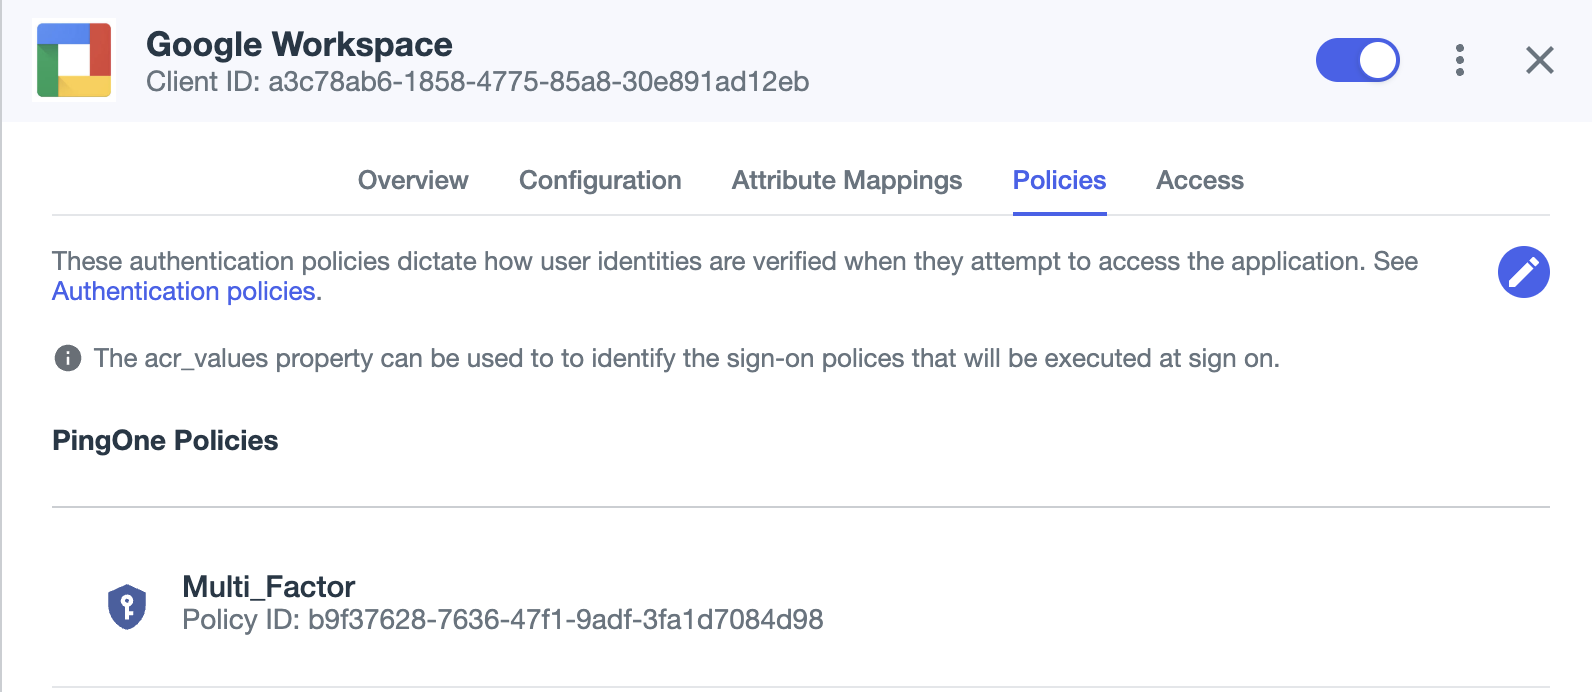 Google Workspace
Client ID: a3c78ab6-1858-4775-85a8-30e891ad12eb
Overview Configuration Attribute Mappings Policies Access
These authentication policies dictate how user identities are verified when they attempt to access the application. See
Authentication policies.
The acr_values property can be used to to identify the sign-on polices that will be executed at sign on.
PingOne Policies
Multi_Factor
Policy ID: b9f37628-7636-47f1-9adf-3fa1d7084d98